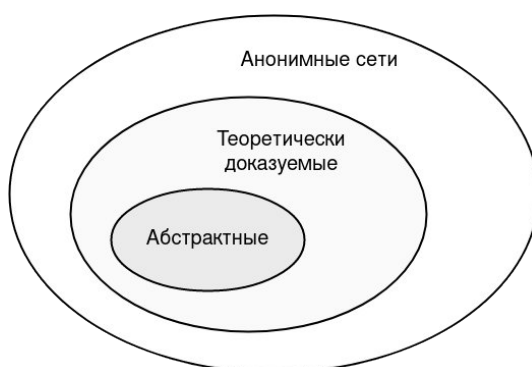 Анонимные сети
Теоретически
доказуемые
Абстрактные